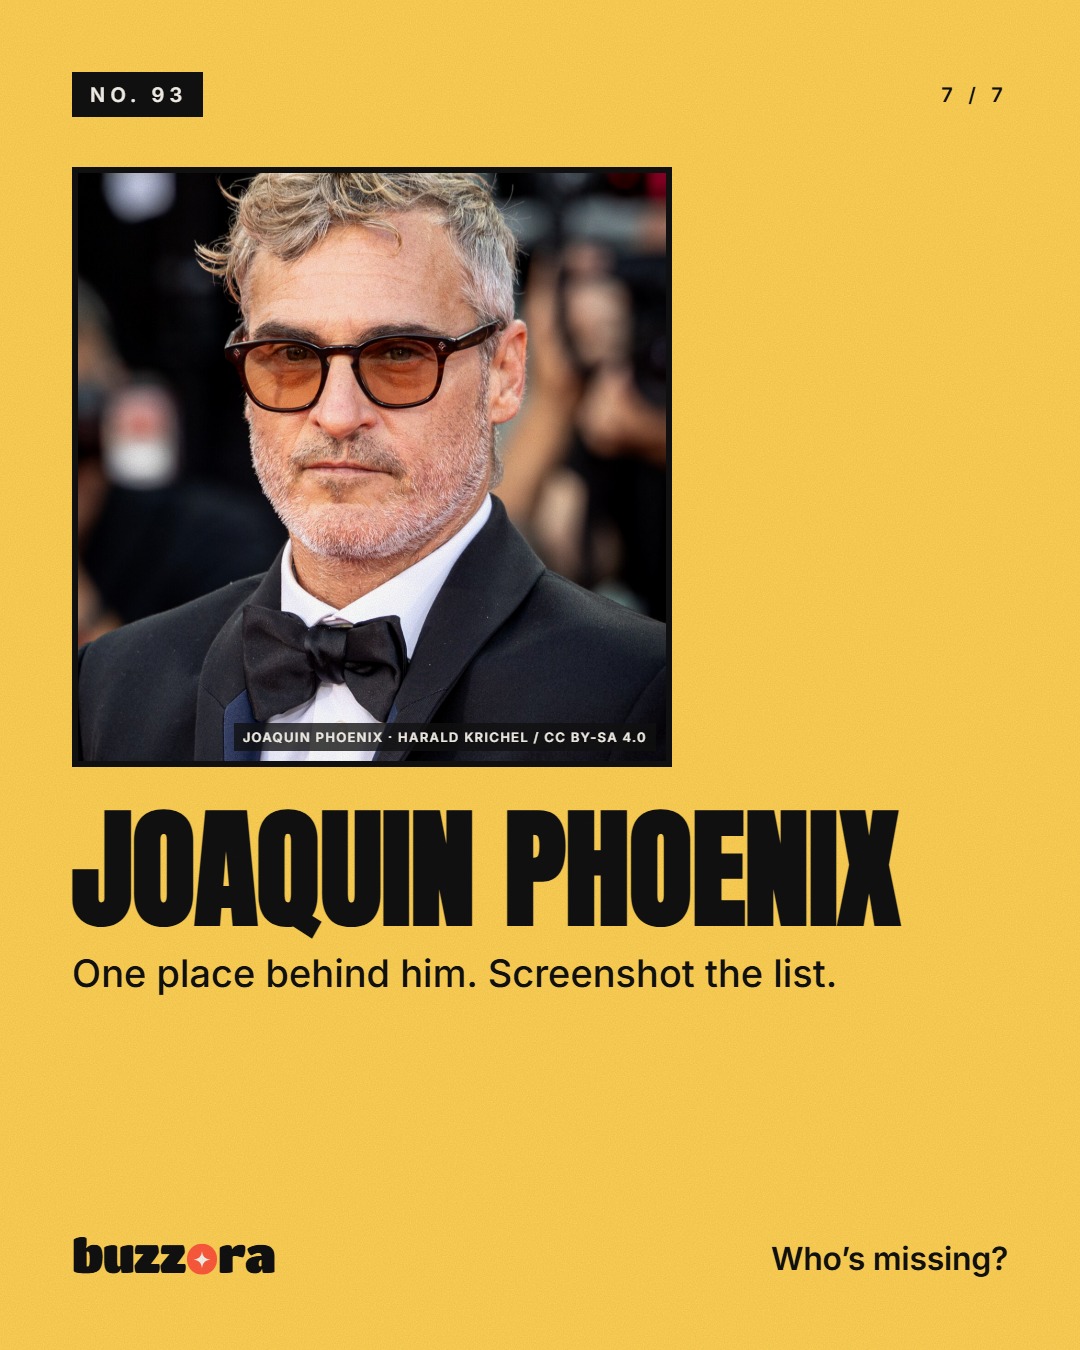 NO. 93
7 / 7
JOAQUIN PHOENIX · HARALD KRICHEL / CC BY-SA 4.0
JOAQUIN PHOENIX
One place behind him. Screenshot the list.
buzzora
Who’s missing?